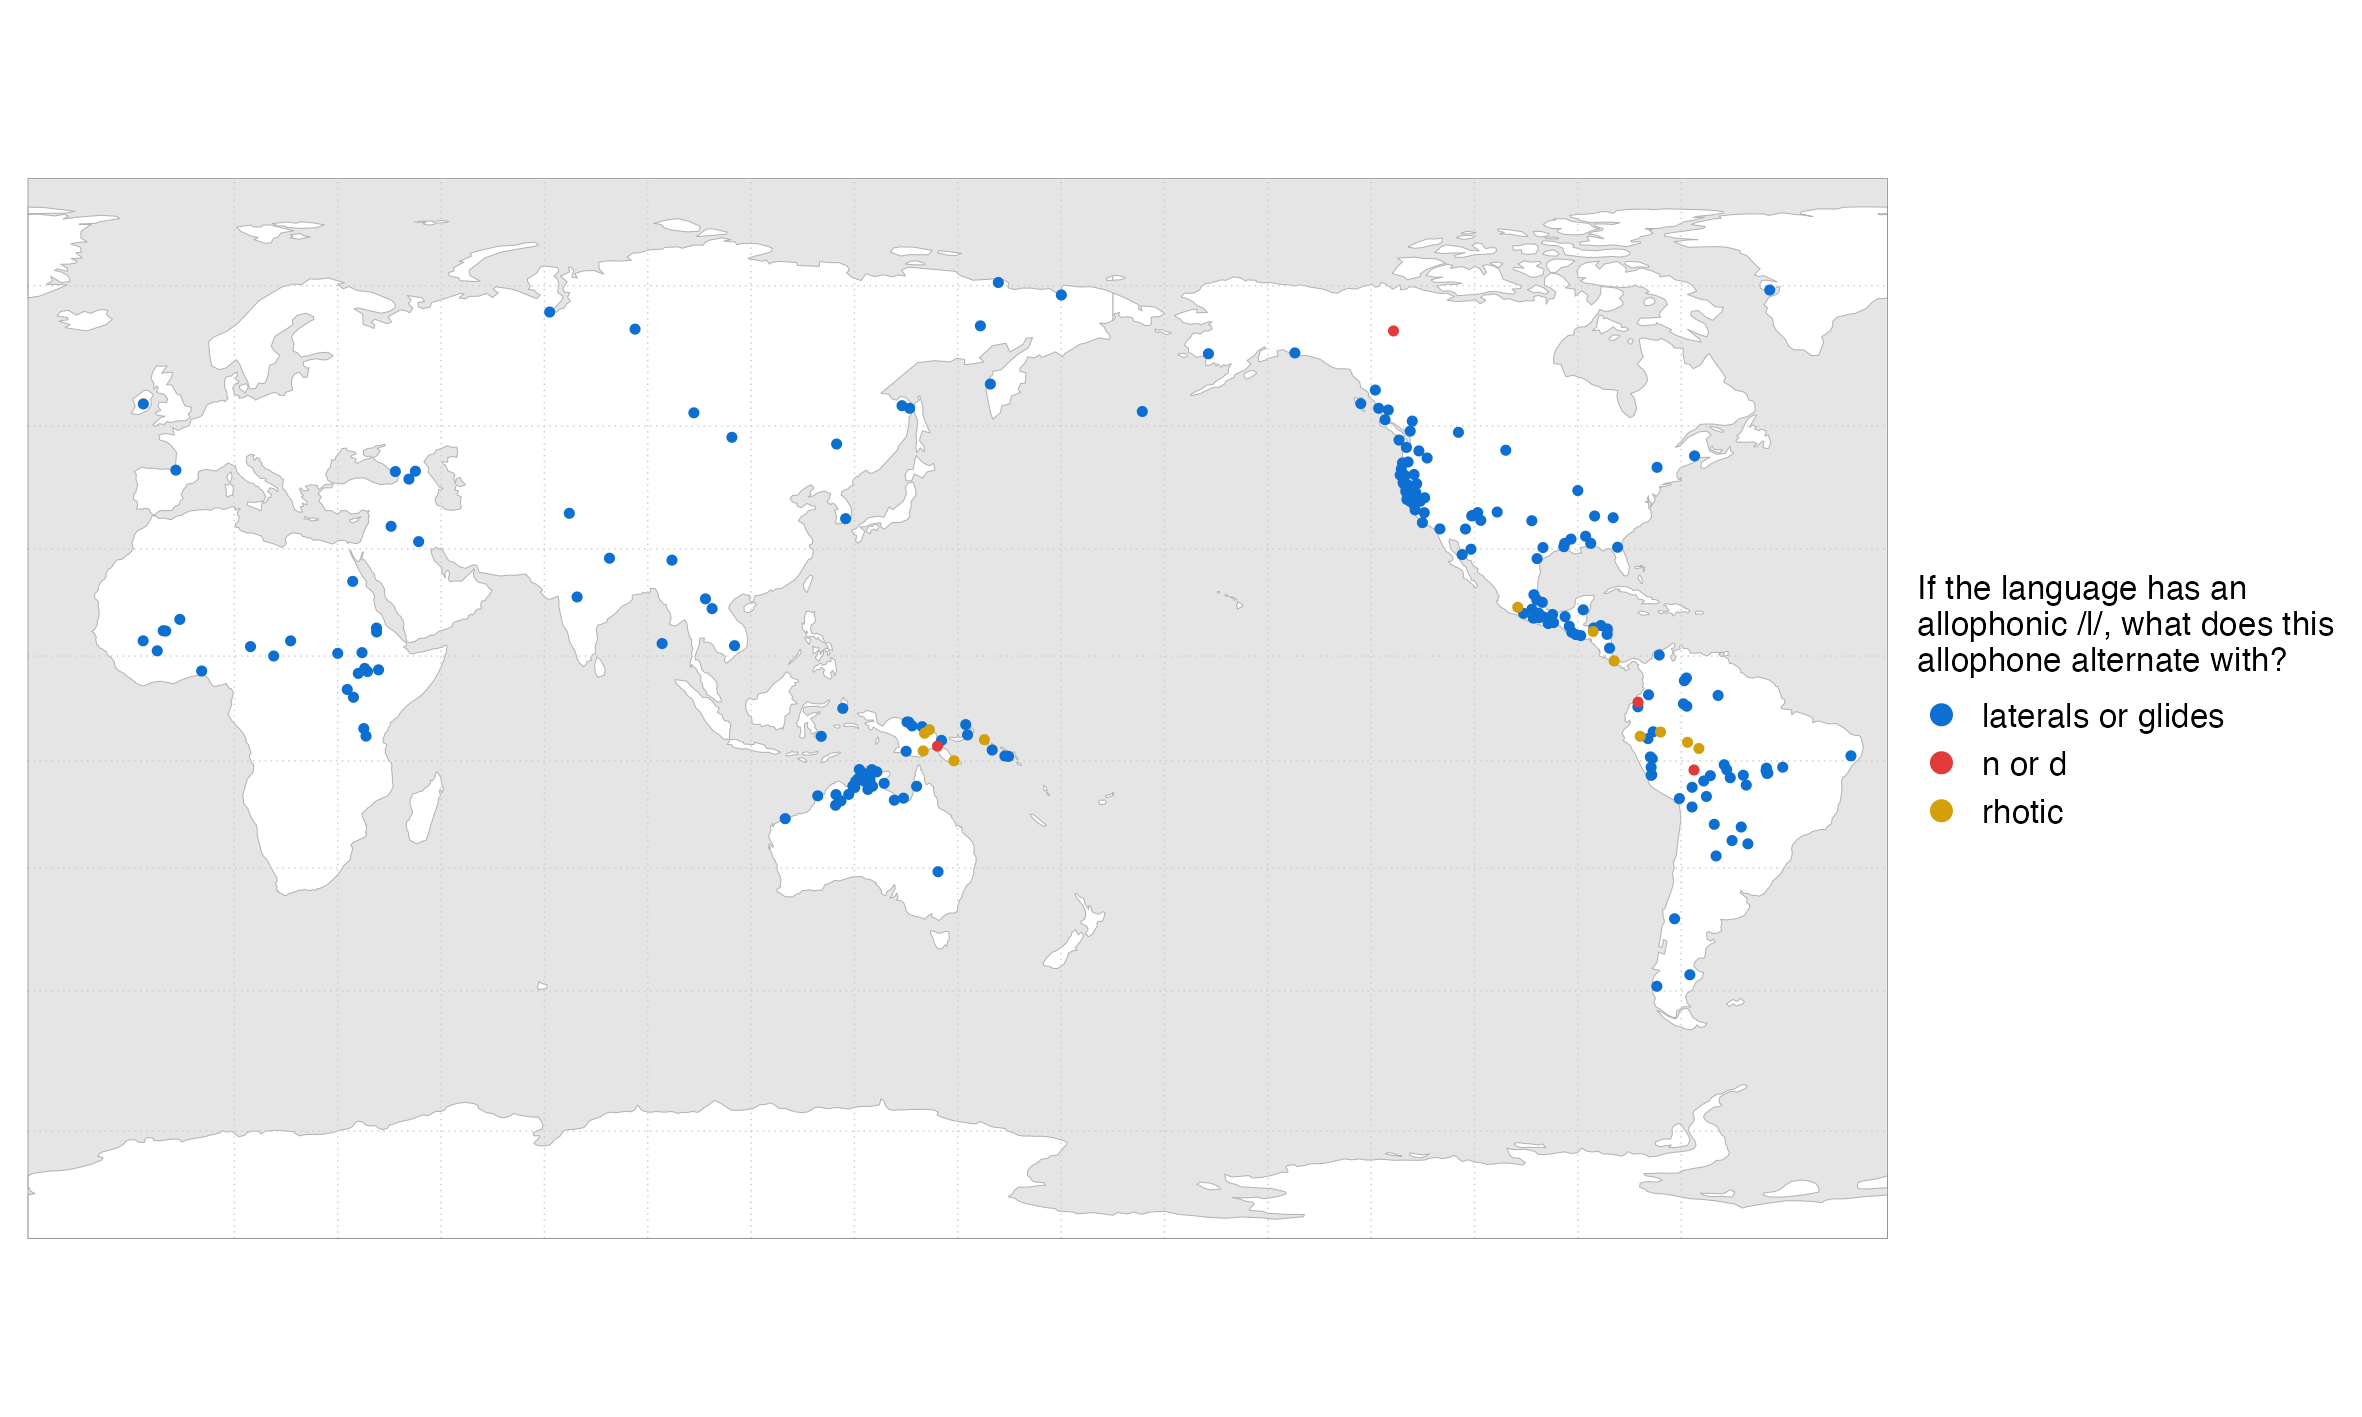 If the language has an
allophonic /l/, what does this
allophone alternate with?
laterals or glides
n or d
rhotic